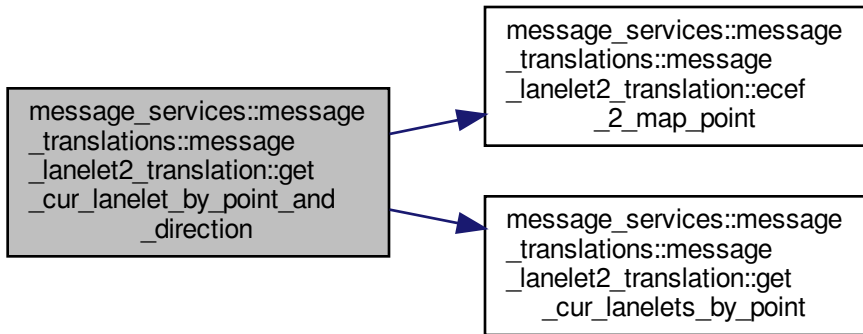 message_services::message
_translations::message
_lanelet2_translation::get
_cur_lanelet_by_point_and
_direction
message_services::message
_translations::message
_lanelet2_translation::ecef
_2_map_point
message_services::message
_translations::message
_lanelet2_translation::get
_cur_lanelets_by_point